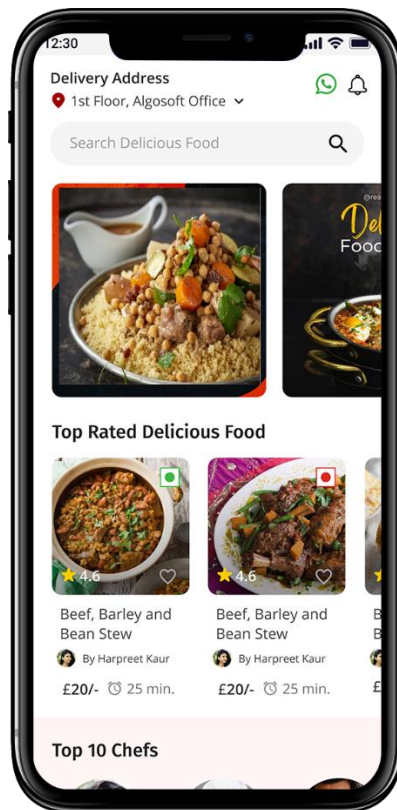 12:30
Delivery Address
1st Floor, Algosoft Office
Search Delicious Food
Food
Top Rated Delicious Food
4.6
4.6
Beef, Barley and
Bean Stew
By Harpreet Kaur
£20/-
25 min.
Beef, Barley and
Bean Stew
By Harpreet Kaur
£20/-
25 min.
Top 10 Chefs